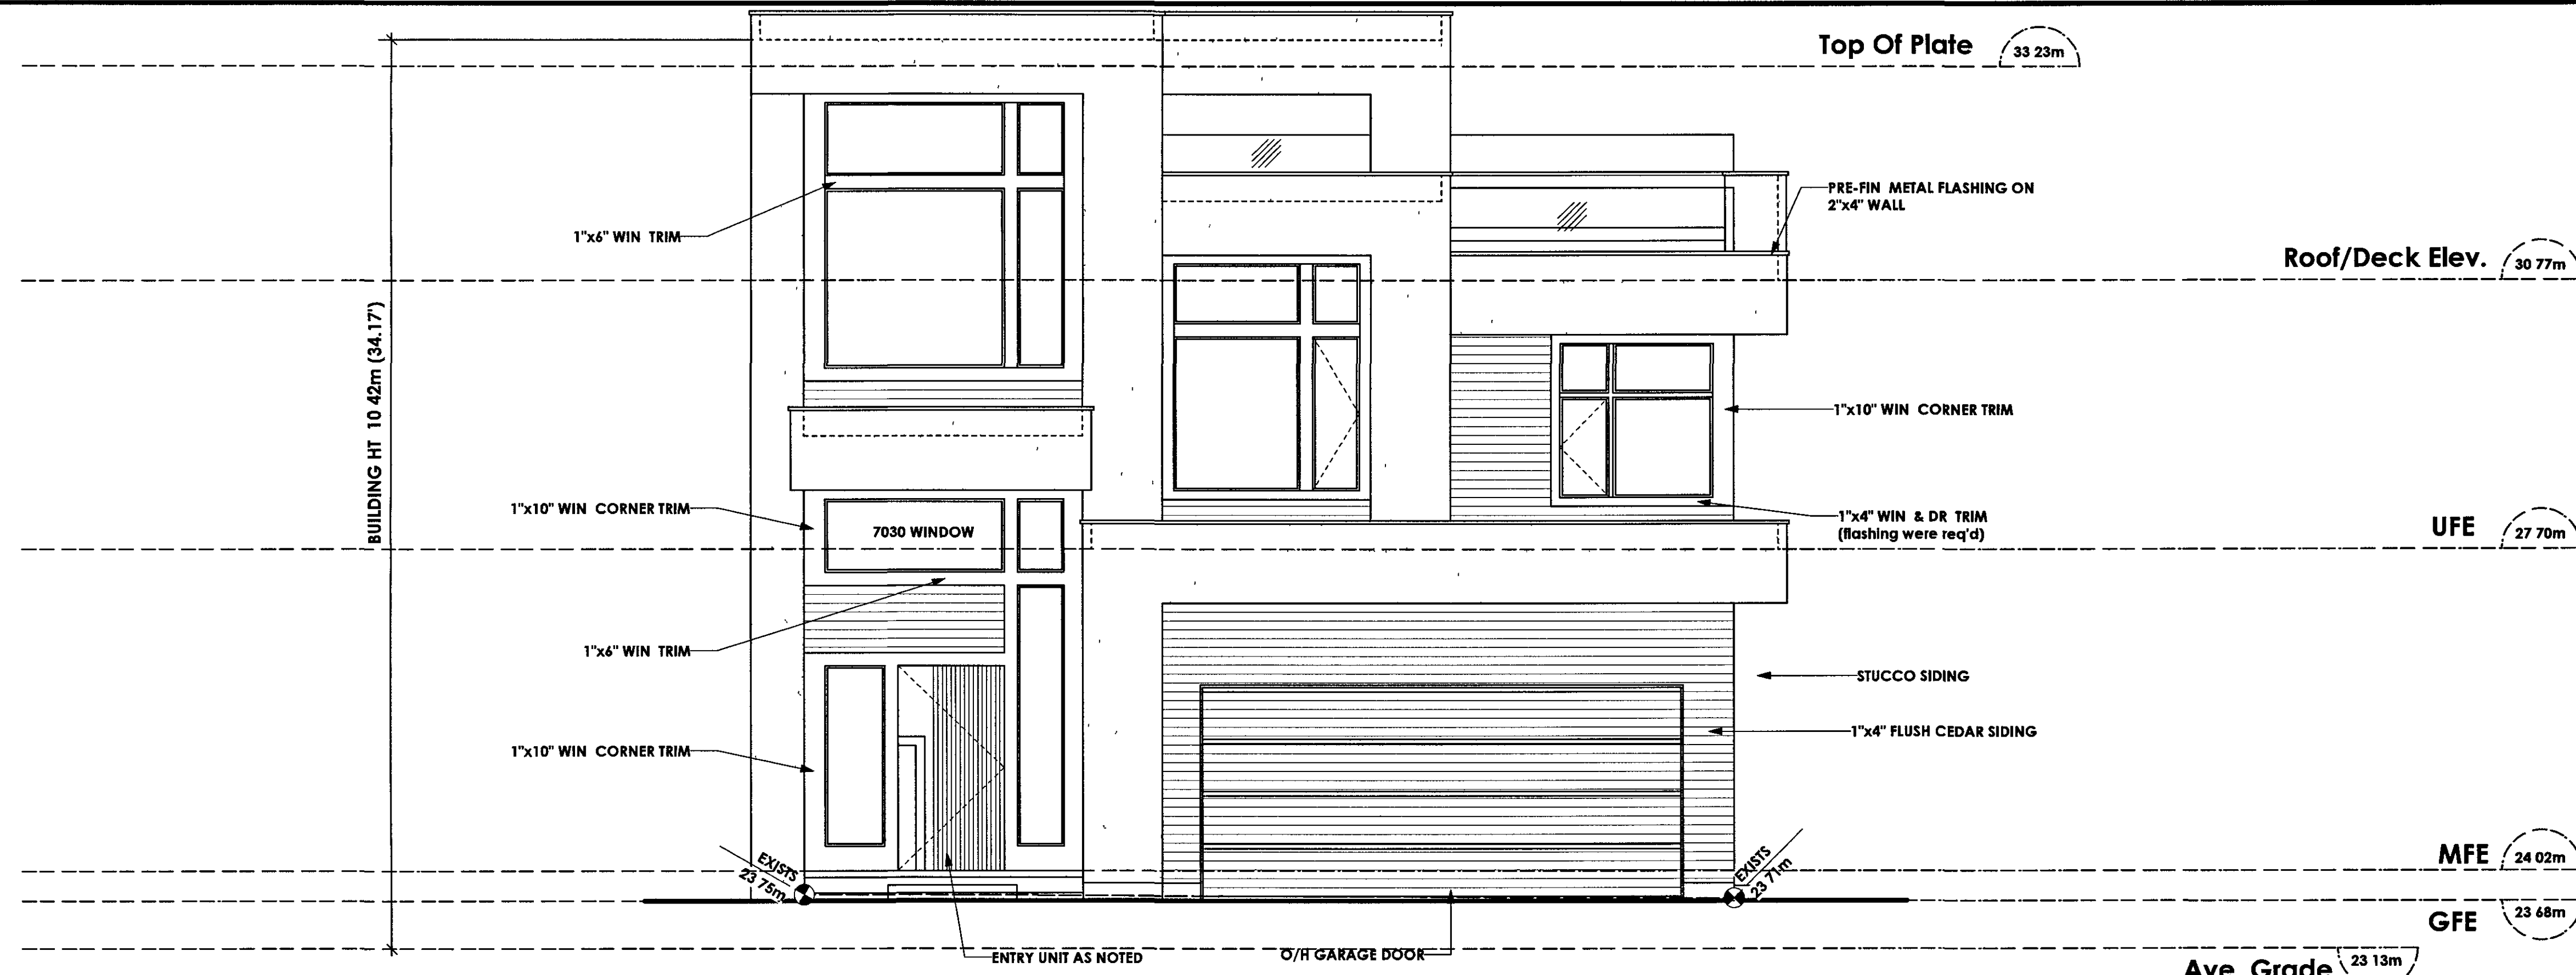 Top Of Plate 33 23m
PRE-FIN METAL FLASHING ON
2"x4" WALL
1"x6" WIN TRIM
Roof/Deck Elev. 30 77m
BUILDING HT 10 42m (34.17')
1"x10" WIN CORNER TRIM
1"x10" WIN CORNER TRIM
7030 WINDOW
1"x4" WIN & DR TRIM
(flashing were req'd)
UFE 27 70m
1"x6" WIN TRIM
STUCCO SIDING
1"x4" FLUSH CEDAR SIDING
1"x10" WIN CORNER TRIM
MFE 24 02m
EXISTS
23 75m
EXISTS
23 71m
GFE 23 68m
ENTRY UNIT AS NOTED
O/H GARAGE DOOR
Ave. Grade 23 13m